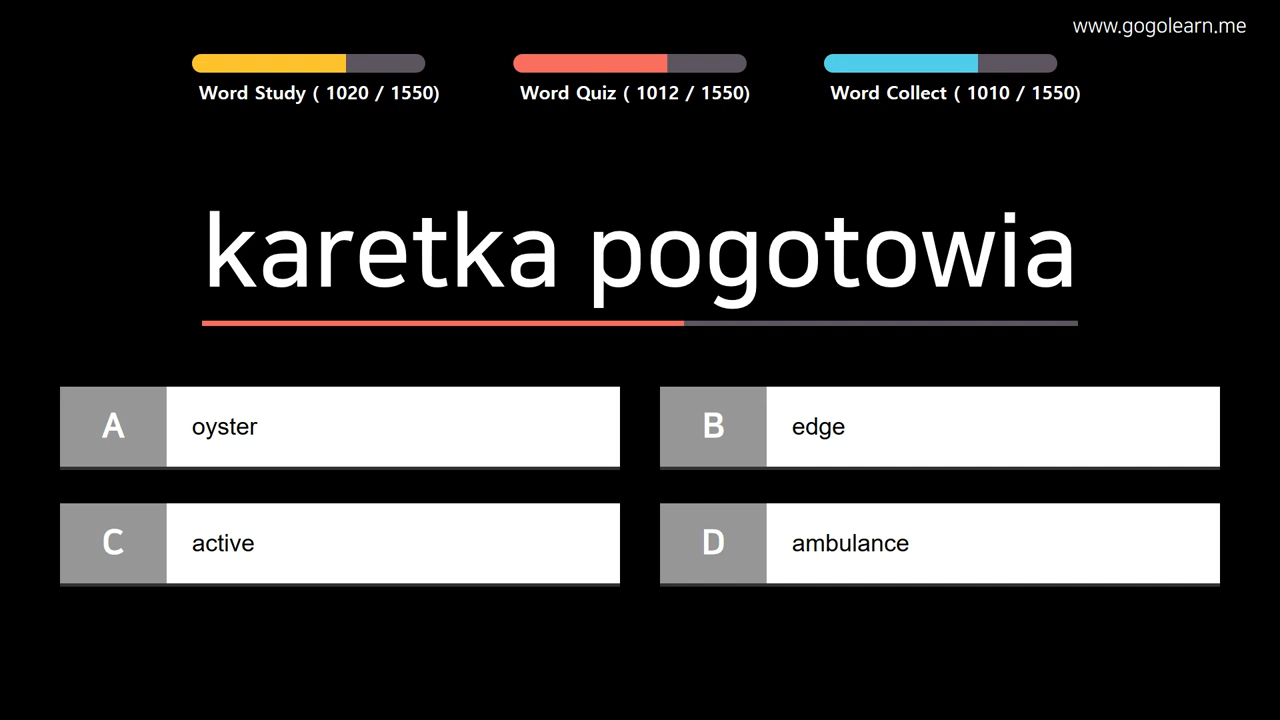 www.gogolearn.me
Word Study ( 1020 / 1550)
Word Quiz ( 1012 / 1550)
Word Collect ( 1010 / 1550)
karetka pogotowia
A oyster
B edge
C active
D ambulance